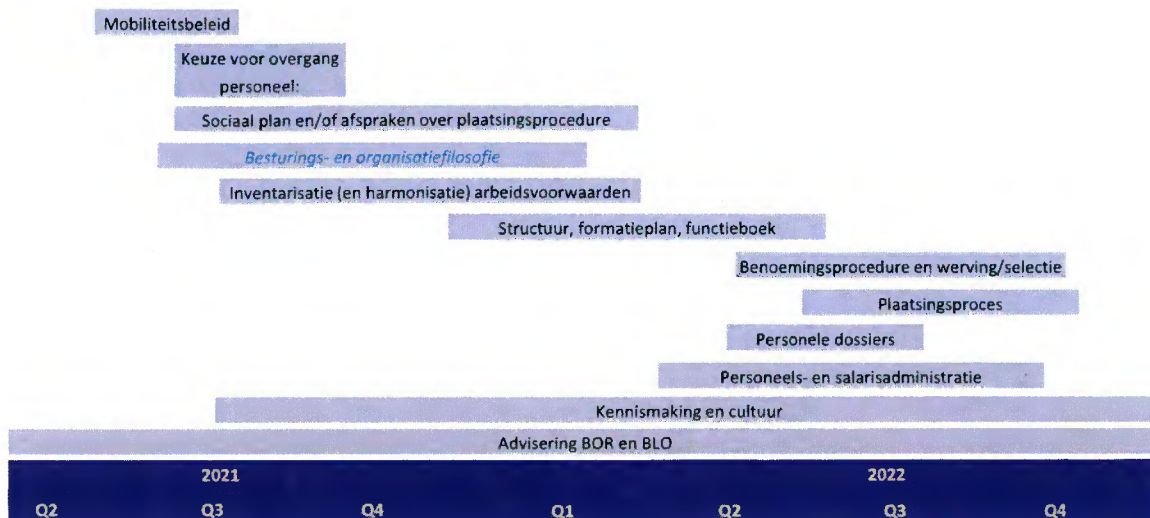 Mobiliteitsbeleid
Keuze voor overgang
personeel:
Sociaal plan en/of afspraken over plaatsingsprocedure
Besturings- en organisatiefilosofie
Inventarisatie (en harmonisatie) arbeidsvoorwaarden
Structuur, formatieplan, functieboek
Benoemingsprocedure en werving/selectie
Plaatsingsproces
Personele dossiers
Personeels- en salarisadministratie
Kennismaking en cultuur
Advisering BOR en BLO
2021 2022
Q2 Q3 Q4 Q1 Q2 Q3 Q4